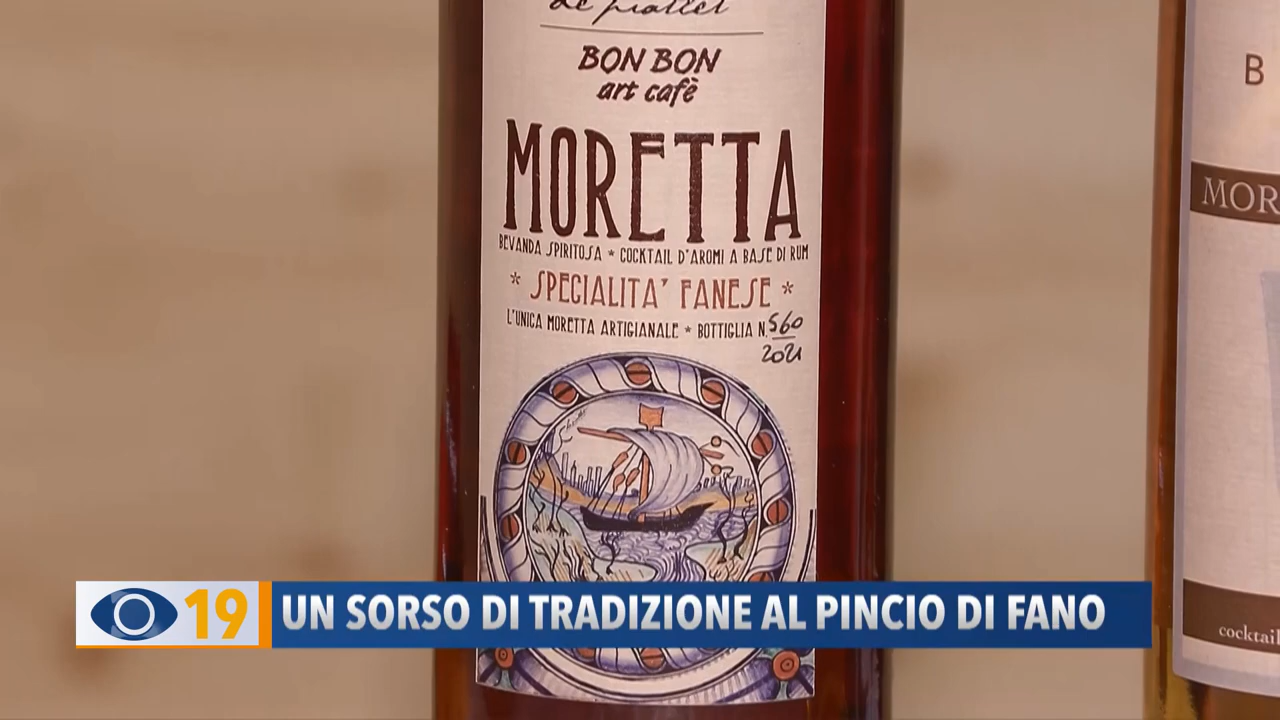 BON BON
art cafè
MORETTA
BEVANDA SPIRITOSA * COCKTAIL D'AROMI A BASE DI RUM
* SPECIALITA' FANESE *
L'UNICA MORETTA ARTIGIANALE * BOTTIGLIA N. 560
2021
B
MOR
cocktail
19 UN SORSO DI TRADIZIONE AL PINCIO DI FANO